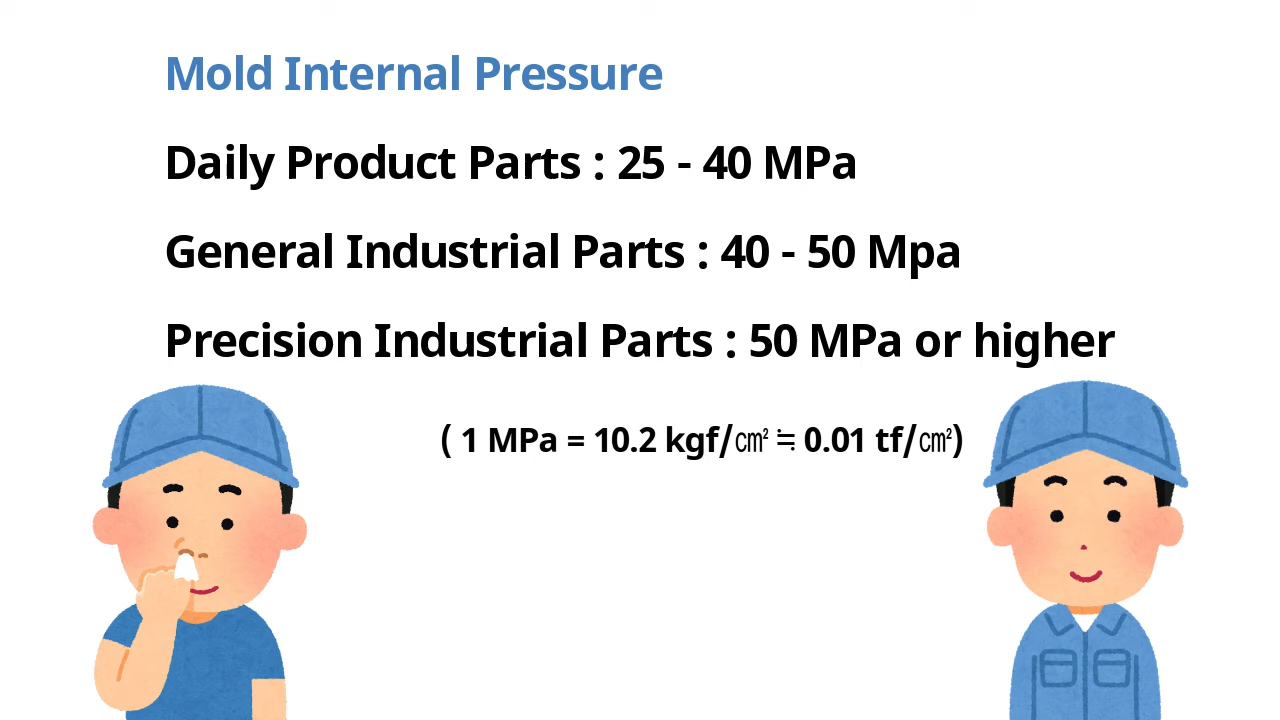 Mold Internal Pressure
Daily Product Parts : 25 - 40 MPa
General Industrial Parts : 40 - 50 Mpa
Precision Industrial Parts : 50 MPa or higher
( 1 MPa = 10.2 kgf/㎝² ≒ 0.01 tf/㎝²)